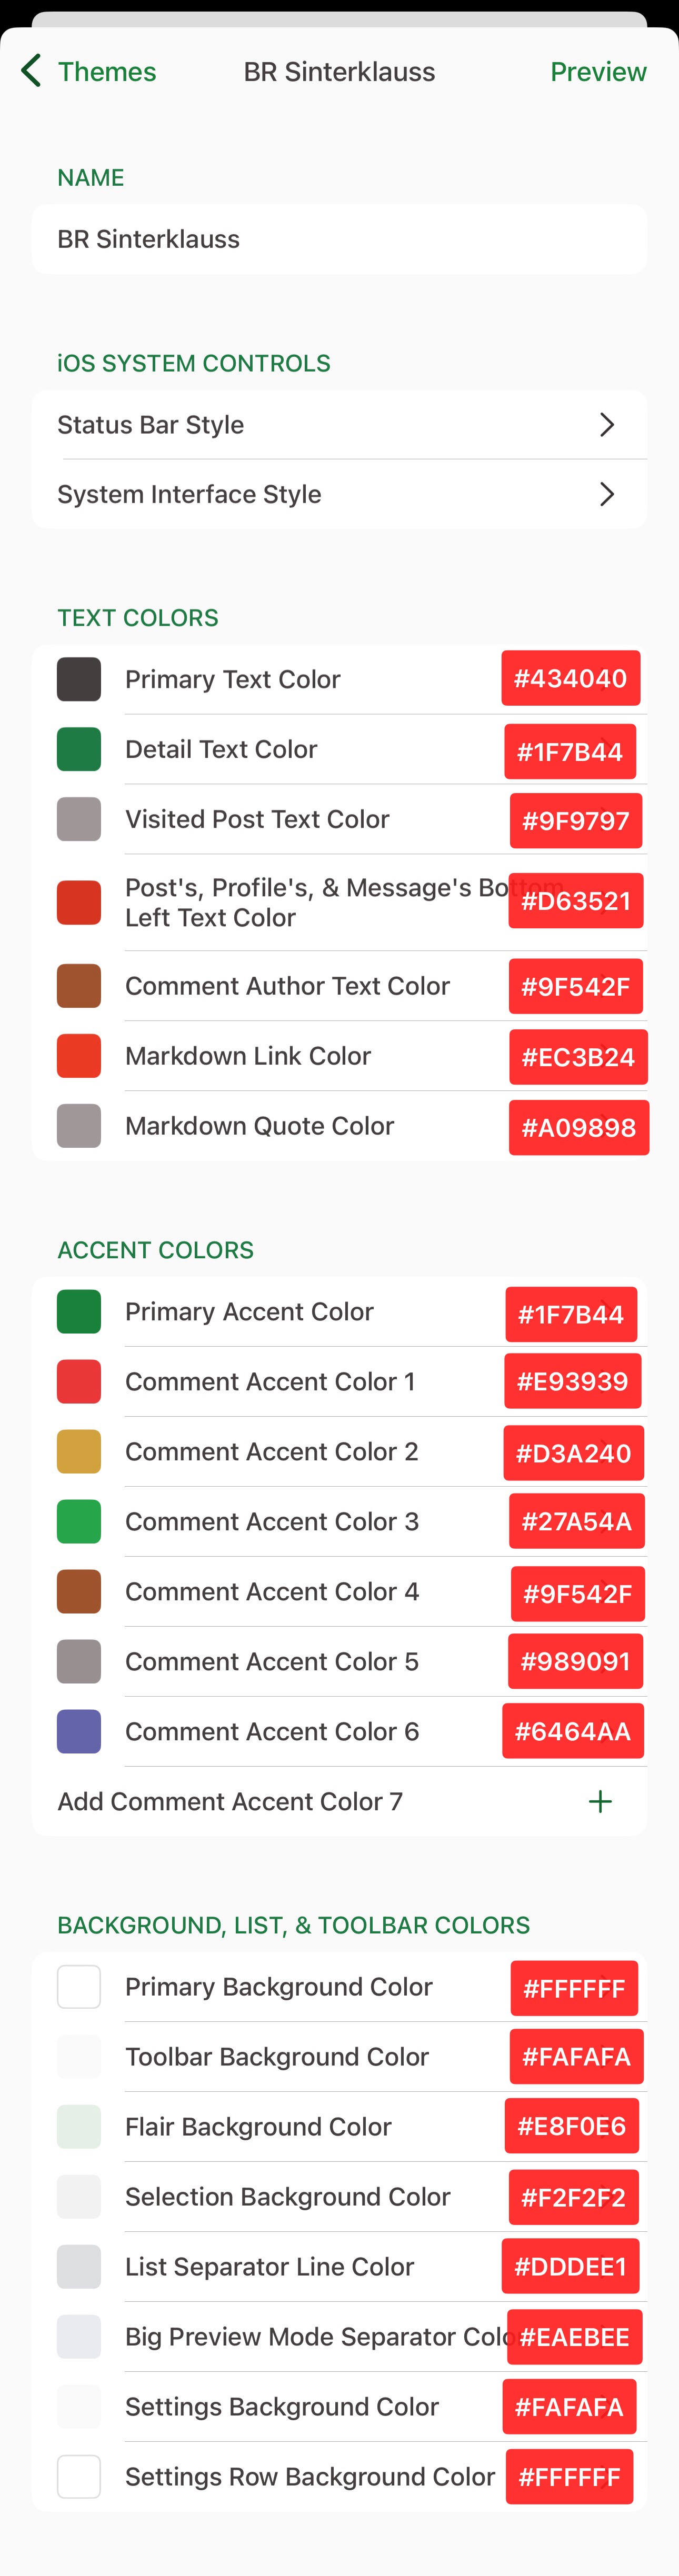 Themes
BR Sinterklauss
Preview
NAME
BR Sinterklauss
iOS SYSTEM CONTROLS
Status Bar Style
System Interface Style
TEXT COLORS
Primary Text Color #434040
Detail Text Color #1F7B44
Visited Post Text Color #9F9797
Post's, Profile's, & Message's Bottom
Left Text Color #D63521
Comment Author Text Color #9F542F
Markdown Link Color #EC3B24
Markdown Quote Color #A09898
ACCENT COLORS
Primary Accent Color #1F7B44
Comment Accent Color 1 #E93939
Comment Accent Color 2 #D3A240
Comment Accent Color 3 #27A54A
Comment Accent Color 4 #9F542F
Comment Accent Color 5 #989091
Comment Accent Color 6 #6464AA
Add Comment Accent Color 7 +
BACKGROUND, LIST, & TOOLBAR COLORS
Primary Background Color #FFFFFF
Toolbar Background Color #FAFAFA
Flair Background Color #E8F0E6
Selection Background Color #F2F2F2
List Separator Line Color #DDDEE1
Big Preview Mode Separator Colo #EAEBEE
Settings Background Color #FAFAFA
Settings Row Background Color #FFFFFF